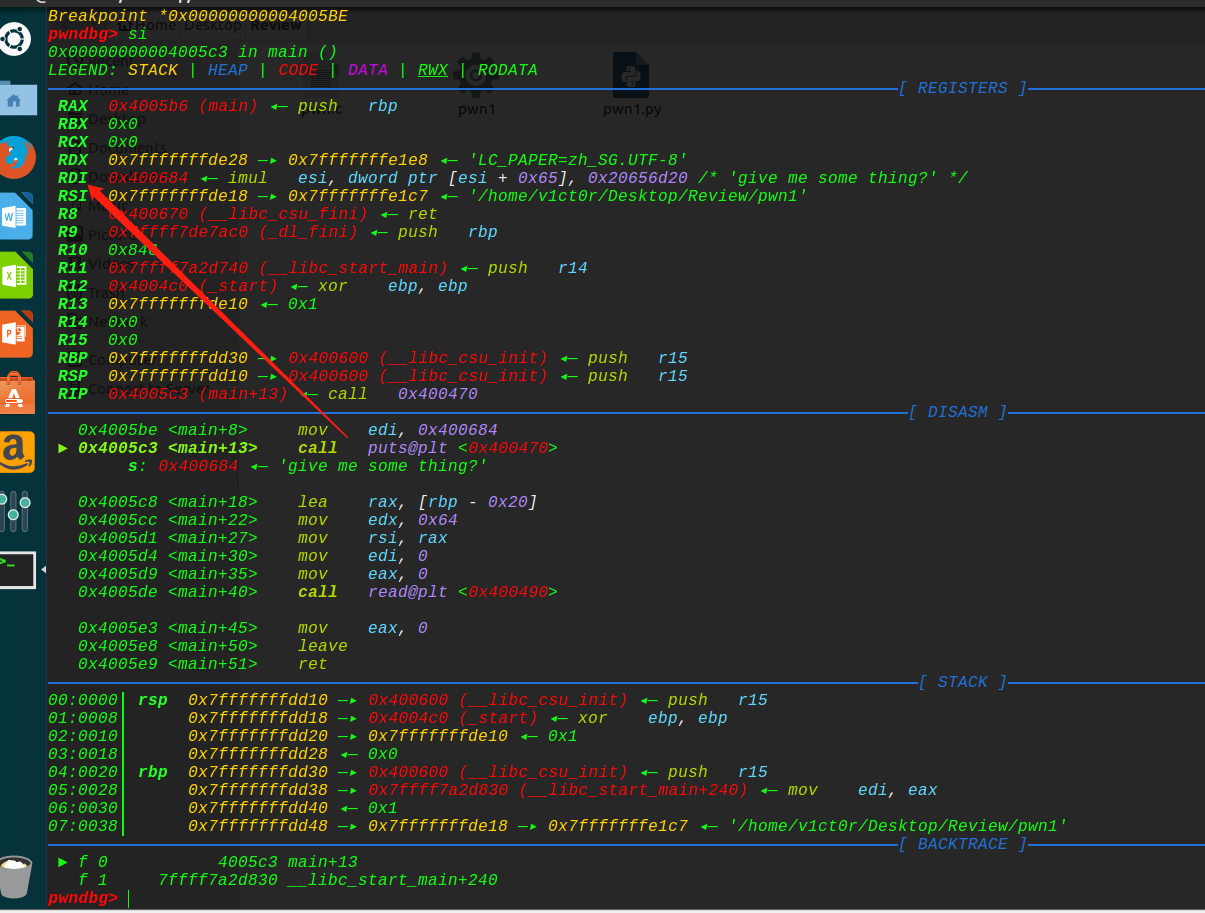 Breakpoint *0x00000000004005BE
Home Desktop Review
pwndbg> si
0x00000000004005c3 in main ()
LEGEND: STACK | HEAP | CODE | DATA | RWX | RODATA
[ REGISTERS ]
Home
pwn1 pwn1.py
RAX 0x4005b6 (main) ◂— push rbp
RBX 0x0
RCX 0x0
RDX 0x7fffffffde28 —▸ 0x7fffffffe1e8 ◂— 'LC_PAPER=zh_SG.UTF-8'
RDI 0x400684 ◂— imul esi, dword ptr [esi + 0x65], 0x20656d20 /* 'give me some thing?' */
RSI 0x7fffffffde18 —▸ 0x7fffffffe1c7 ◂— '/home/v1ct0r/Desktop/Review/pwn1'
R8 0x400670 (__libc_csu_fini) ◂— ret
R9 0x7ffff7de7ac0 (_dl_fini) ◂— push rbp
R10 0x846
R11 0x7ffff7a2d740 (__libc_start_main) ◂— push r14
R12 0x4004c0 (_start) ◂— xor ebp, ebp
R13 0x7fffffffde10 ◂— 0x1
R14 0x0
R15 0x0
RBP 0x7fffffffdd30 —▸ 0x400600 (__libc_csu_init) ◂— push r15
RSP 0x7fffffffdd10 —▸ 0x400600 (__libc_csu_init) ◂— push r15
RIP 0x4005c3 (main+13) ◂— call 0x400470
[ DISASM ]
0x4005be <main+8> mov edi, 0x400684
► 0x4005c3 <main+13> call puts@plt <0x400470>
s: 0x400684 ◂— 'give me some thing?'
0x4005c8 <main+18> lea rax, [rbp - 0x20]
0x4005cc <main+22> mov edx, 0x64
0x4005d1 <main+27> mov rsi, rax
0x4005d4 <main+30> mov edi, 0
0x4005d9 <main+35> mov eax, 0
0x4005de <main+40> call read@plt <0x400490>
0x4005e3 <main+45> mov eax, 0
0x4005e8 <main+50> leave
0x4005e9 <main+51> ret
[ STACK ]
00:0000│ rsp 0x7fffffffdd10 —▸ 0x400600 (__libc_csu_init) ◂— push r15
01:0008│ 0x7fffffffdd18 —▸ 0x4004c0 (_start) ◂— xor ebp, ebp
02:0010│ 0x7fffffffdd20 —▸ 0x7fffffffde10 ◂— 0x1
03:0018│ 0x7fffffffdd28 ◂— 0x0
04:0020│ rbp 0x7fffffffdd30 —▸ 0x400600 (__libc_csu_init) ◂— push r15
05:0028│ 0x7fffffffdd38 —▸ 0x7ffff7a2d830 (__libc_start_main+240) ◂— mov edi, eax
06:0030│ 0x7fffffffdd40 ◂— 0x1
07:0038│ 0x7fffffffdd48 —▸ 0x7fffffffde18 —▸ 0x7fffffffe1c7 ◂— '/home/v1ct0r/Desktop/Review/pwn1'
[ BACKTRACE ]
► f 0 4005c3 main+13
f 1 7ffff7a2d830 __libc_start_main+240
pwndbg>